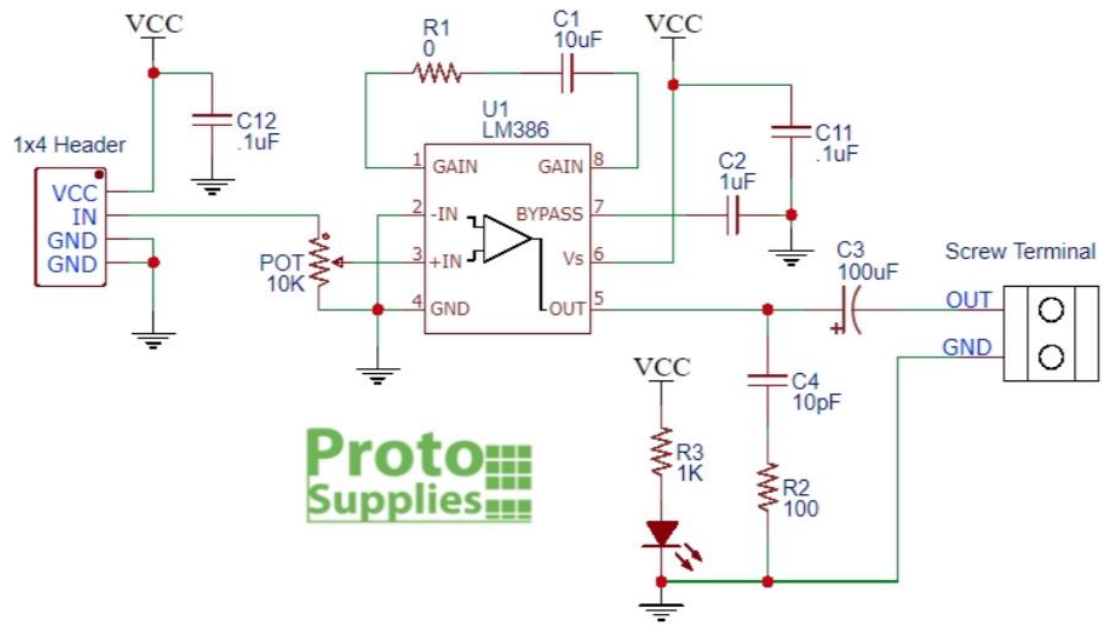 VCC
R1
0
C1
10uF
VCC
C12
.1uF
1x4 Header
VCC
IN
GND
GND
U1
LM386
1 GAIN
GAIN 8
2 -IN
BYPASS 7
3 +IN
Vs 6
4 GND
OUT 5
POT
10K
C11
.1uF
C2
1uF
C3
100uF
+
Screw Terminal
OUT
GND
VCC
C4
10pF
R3
1K
R2
100
Proto
Supplies